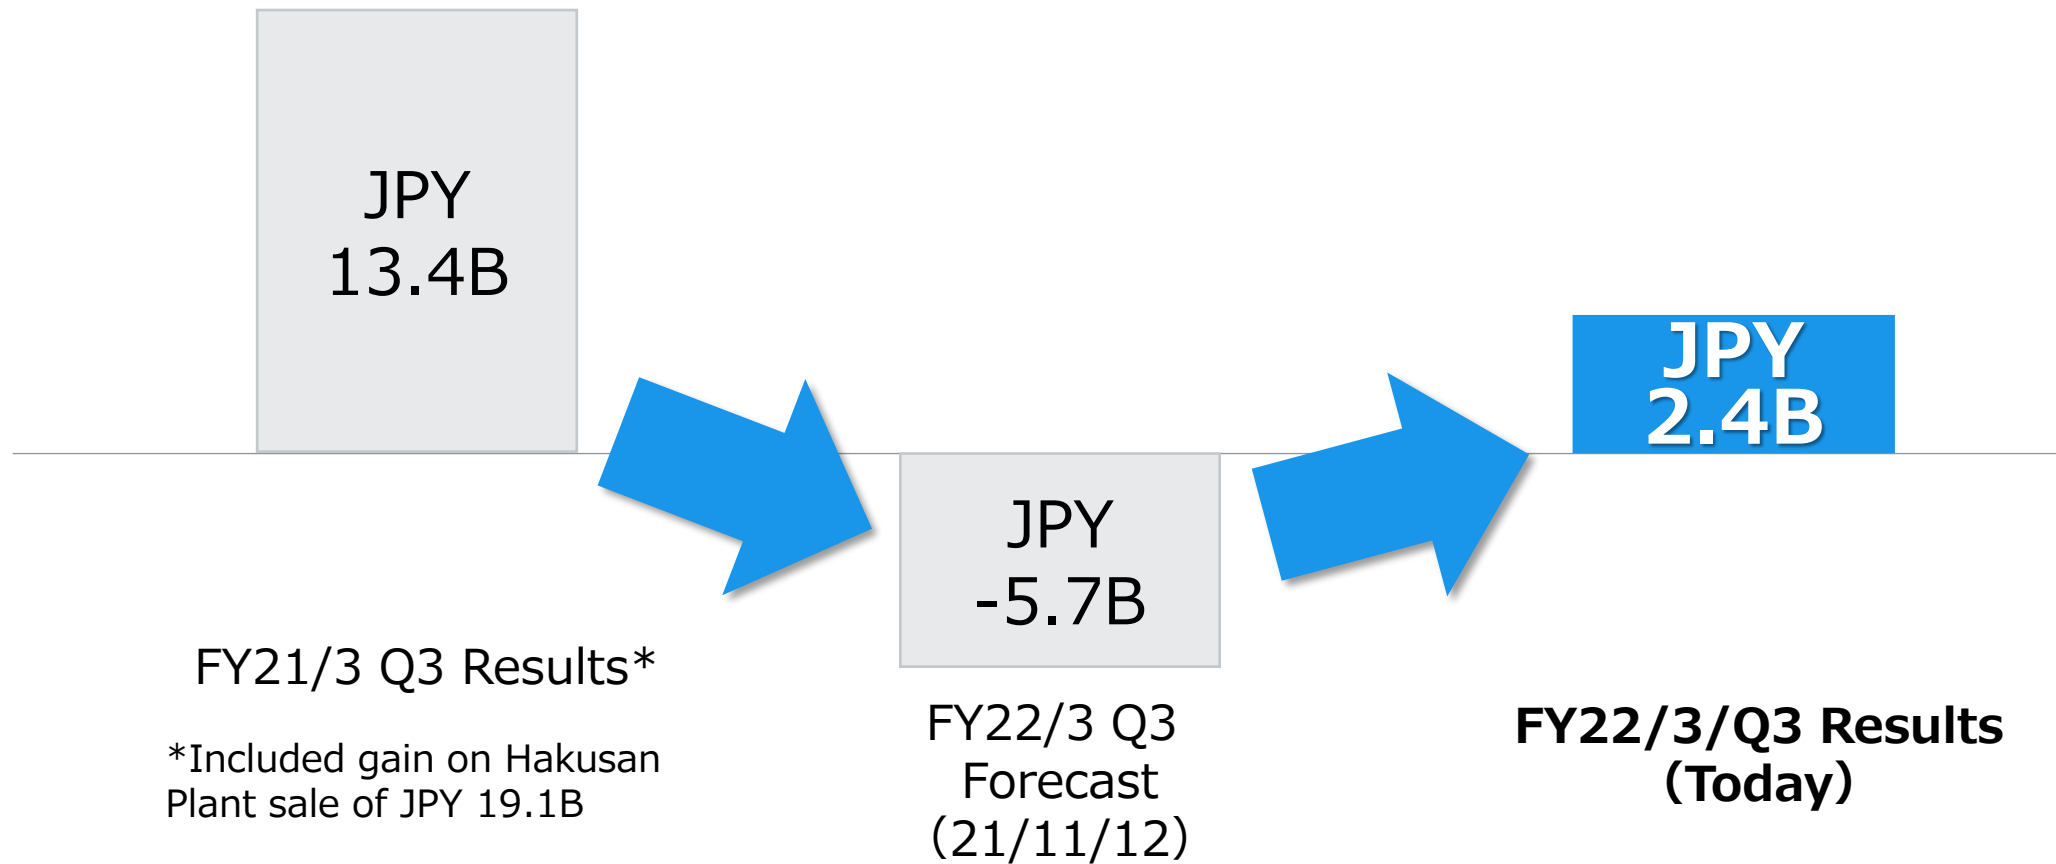 JPY
13.4B
FY21/3 Q3 Results*
*Included gain on Hakusan
Plant sale of JPY 19.1B
JPY
-5.7B
FY22/3 Q3
Forecast
（21/11/12）
JPY
2.4B
FY22/3/Q3 Results
（Today）